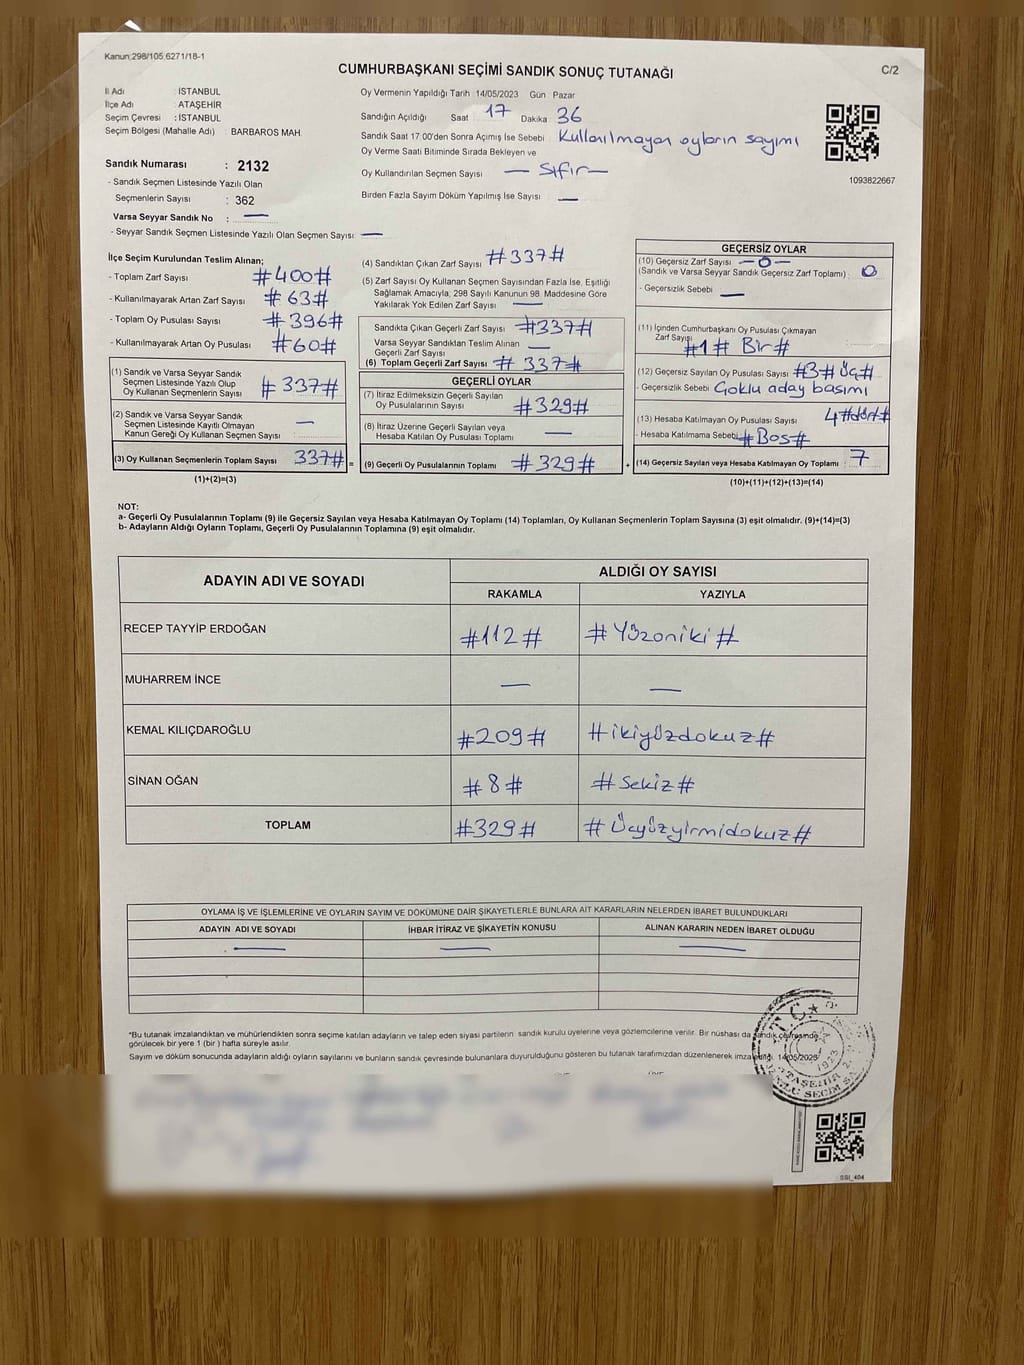 Kanun:298/105;6271/18-1
CUMHURBAŞKANI SEÇİMİ SANDIK SONUÇ TUTANAĞI
C/2
İl Adı : İSTANBUL
İlçe Adı : ATAŞEHİR
Seçim Çevresi : İSTANBUL
Seçim Bölgesi (Mahalle Adı) : BARBAROS MAH.
Sandık Numarası : 2132
- Sandık Seçmen Listesinde Yazılı Olan
Seçmenlerin Sayısı : 362
Varsa Seyyar Sandık No : —
- Seyyar Sandık Seçmen Listesinde Yazılı Olan Seçmen Sayısı: —
Oy Vermenin Yapıldığı Tarih 14/05/2023 Gün Pazar
Sandığın Açıldığı Saat 17 Dakika 36
Sandık Saat 17:00'den Sonra Açılmış İse Sebebi Kullanılmayan oyların sayımı
Oy Verme Saati Bitiminde Sırada Bekleyen ve
Oy Kullandırılan Seçmen Sayısı — Sıfır —
Birden Fazla Sayım Döküm Yapılmış İse Sayısı —
1093822667
İlçe Seçim Kurulundan Teslim Alınan;
- Toplam Zarf Sayısı #400#
- Kullanılmayarak Artan Zarf Sayısı #63#
- Toplam Oy Pusulası Sayısı #396#
- Kullanılmayarak Artan Oy Pusulası #60#
(1) Sandık ve Varsa Seyyar Sandık
Seçmen Listesinde Yazılı Olup
Oy Kullanan Seçmenlerin Sayısı #337#
(2) Sandık ve Varsa Seyyar Sandık
Seçmen Listesinde Kayıtlı Olmayan
Kanun Gereği Oy Kullanan Seçmen Sayısı —
(3) Oy Kullanan Seçmenlerin Toplam Sayısı 337# =
(1)+(2)=(3)
(4) Sandıktan Çıkan Zarf Sayısı #337#
(5) Zarf Sayısı Oy Kullanan Seçmen Sayısından Fazla İse, Eşitliği
Sağlamak Amacıyla, 298 Sayılı Kanunun 98. Maddesine Göre
Yakılarak Yok Edilen Zarf Sayısı —
Sandıkta Çıkan Geçerli Zarf Sayısı #337#
Varsa Seyyar Sandıktan Teslim Alınan
Geçerli Zarf Sayısı —
(6) Toplam Geçerli Zarf Sayısı #337#
GEÇERLİ OYLAR
(7) İtiraz Edilmeksizin Geçerli Sayılan
Oy Pusulalarının Sayısı #329#
(8) İtiraz Üzerine Geçerli Sayılan veya
Hesaba Katılan Oy Pusulası Toplamı —
(9) Geçerli Oy Pusulalarının Toplamı #329# +
GEÇERSİZ OYLAR
(10) Geçersiz Zarf Sayısı —0—
(Sandık ve Varsa Seyyar Sandık Geçersiz Zarf Toplamı) : 0
- Geçersizlik Sebebi : —
(11) İçinden Cumhurbaşkanı Oy Pusulası Çıkmayan
Zarf Sayısı #1# Bir#
(12) Geçersiz Sayılan Oy Pusulası Sayısı #3# Üç#
- Geçersizlik Sebebi Çoklu aday basımı
(13) Hesaba Katılmayan Oy Pusulası Sayısı 4#dört#
- Hesaba Katılmama Sebebi #Boş#
(14) Geçersiz Sayılan veya Hesaba Katılmayan Oy Toplamı : 7
(10)+(11)+(12)+(13)=(14)
NOT:
a- Geçerli Oy Pusulalarının Toplamı (9) ile Geçersiz Sayılan veya Hesaba Katılmayan Oy Toplamı (14) Toplamları, Oy Kullanan Seçmenlerin Toplam Sayısına (3) eşit olmalıdır. (9)+(14)=(3)
b- Adayların Aldığı Oyların Toplamı, Geçerli Oy Pusulalarının Toplamına (9) eşit olmalıdır.
ADAYIN ADI VE SOYADI ALDIĞI OY SAYISI
RAKAMLA YAZIYLA
RECEP TAYYİP ERDOĞAN #112# #Yüzoniki#
MUHARREM İNCE — —
KEMAL KILIÇDAROĞLU #209# #ikiyüzdokuz#
SİNAN OĞAN #8# #Sekiz#
TOPLAM #329# #Üçyüzyirmidokuz#
OYLAMA İŞ VE İŞLEMLERİNE VE OYLARIN SAYIM VE DÖKÜMÜNE DAİR ŞİKAYETLERLE BUNLARA AİT KARARLARIN NELERDEN İBARET BULUNDUKLARI
ADAYIN ADI VE SOYADI İHBAR İTİRAZ VE ŞİKAYETİN KONUSU ALINAN KARARIN NEDEN İBARET OLDUĞU
— — —
*Bu tutanak imzalandıktan ve mühürlendikten sonra seçime katılan adayların ve talep eden siyasi partilerin sandık kurulu üyelerine veya gözlemcilerine verilir. Bir nüshası da sandık çevresinde
görülecek bir yere 1 (bir ) hafta süreyle asılır.
Sayım ve döküm sonucunda adayların aldığı oyların sayılarını ve bunların sandık çevresinde bulunanlara duyurulduğunu gösteren bu tutanak tarafımızdan düzenlenerek imza edildi. 14/05/2023
T.C.
1923
ATAŞEHİR 2.
SEÇİM
SSI_404